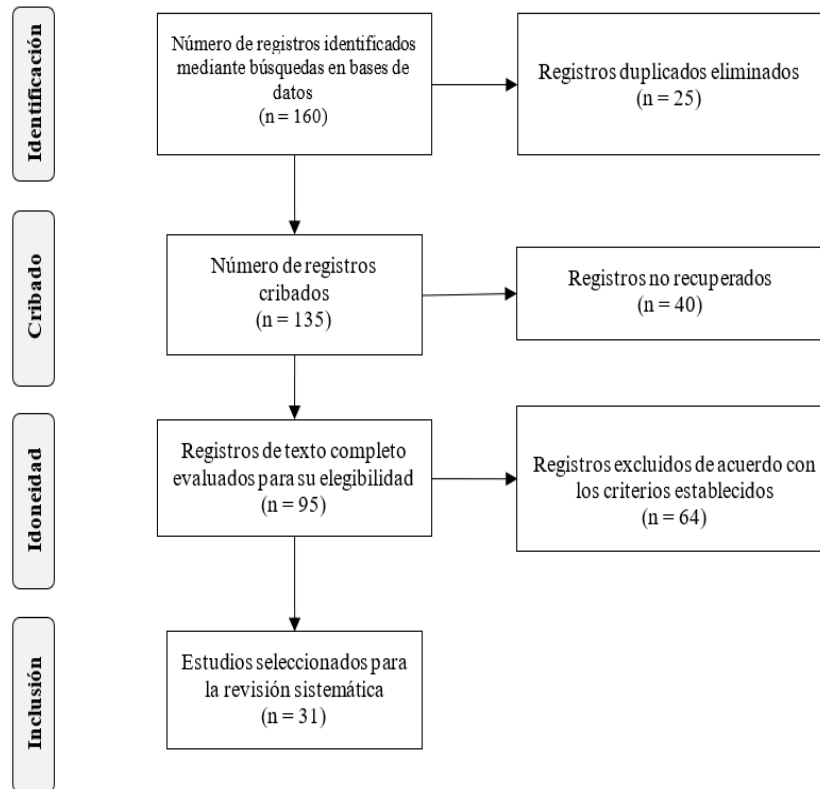 Identificación
Número de registros identificados
mediante búsquedas en bases de
datos
(n = 160)
Registros duplicados eliminados
(n = 25)
Cribado
Número de registros
cribados
(n = 135)
Registros no recuperados
(n = 40)
Idoneidad
Registros de texto completo
evaluados para su elegibilidad
(n = 95)
Registros excluidos de acuerdo con
los criterios establecidos
(n = 64)
Inclusión
Estudios seleccionados para
la revisión sistemática
(n = 31)